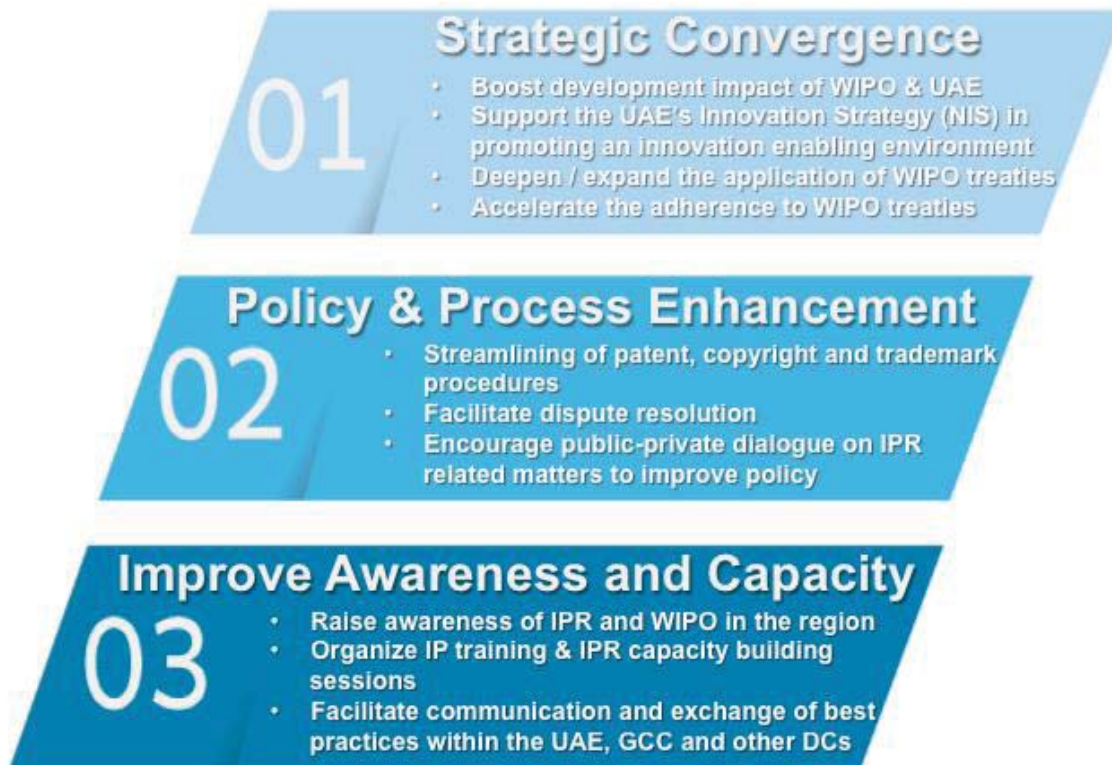 Strategic Convergence
01
• Boost development impact of WIPO & UAE
• Support the UAE's Innovation Strategy (NIS) in
promoting an innovation enabling environment
• Deepen / expand the application of WIPO treaties
• Accelerate the adherence to WIPO treaties
Policy & Process Enhancement
02
• Streamlining of patent, copyright and trademark
procedures
• Facilitate dispute resolution
• Encourage public-private dialogue on IPR
related matters to improve policy
Improve Awareness and Capacity
03
• Raise awareness of IPR and WIPO in the region
• Organize IP training & IPR capacity building
sessions
• Facilitate communication and exchange of best
practices within the UAE, GCC and other DCs